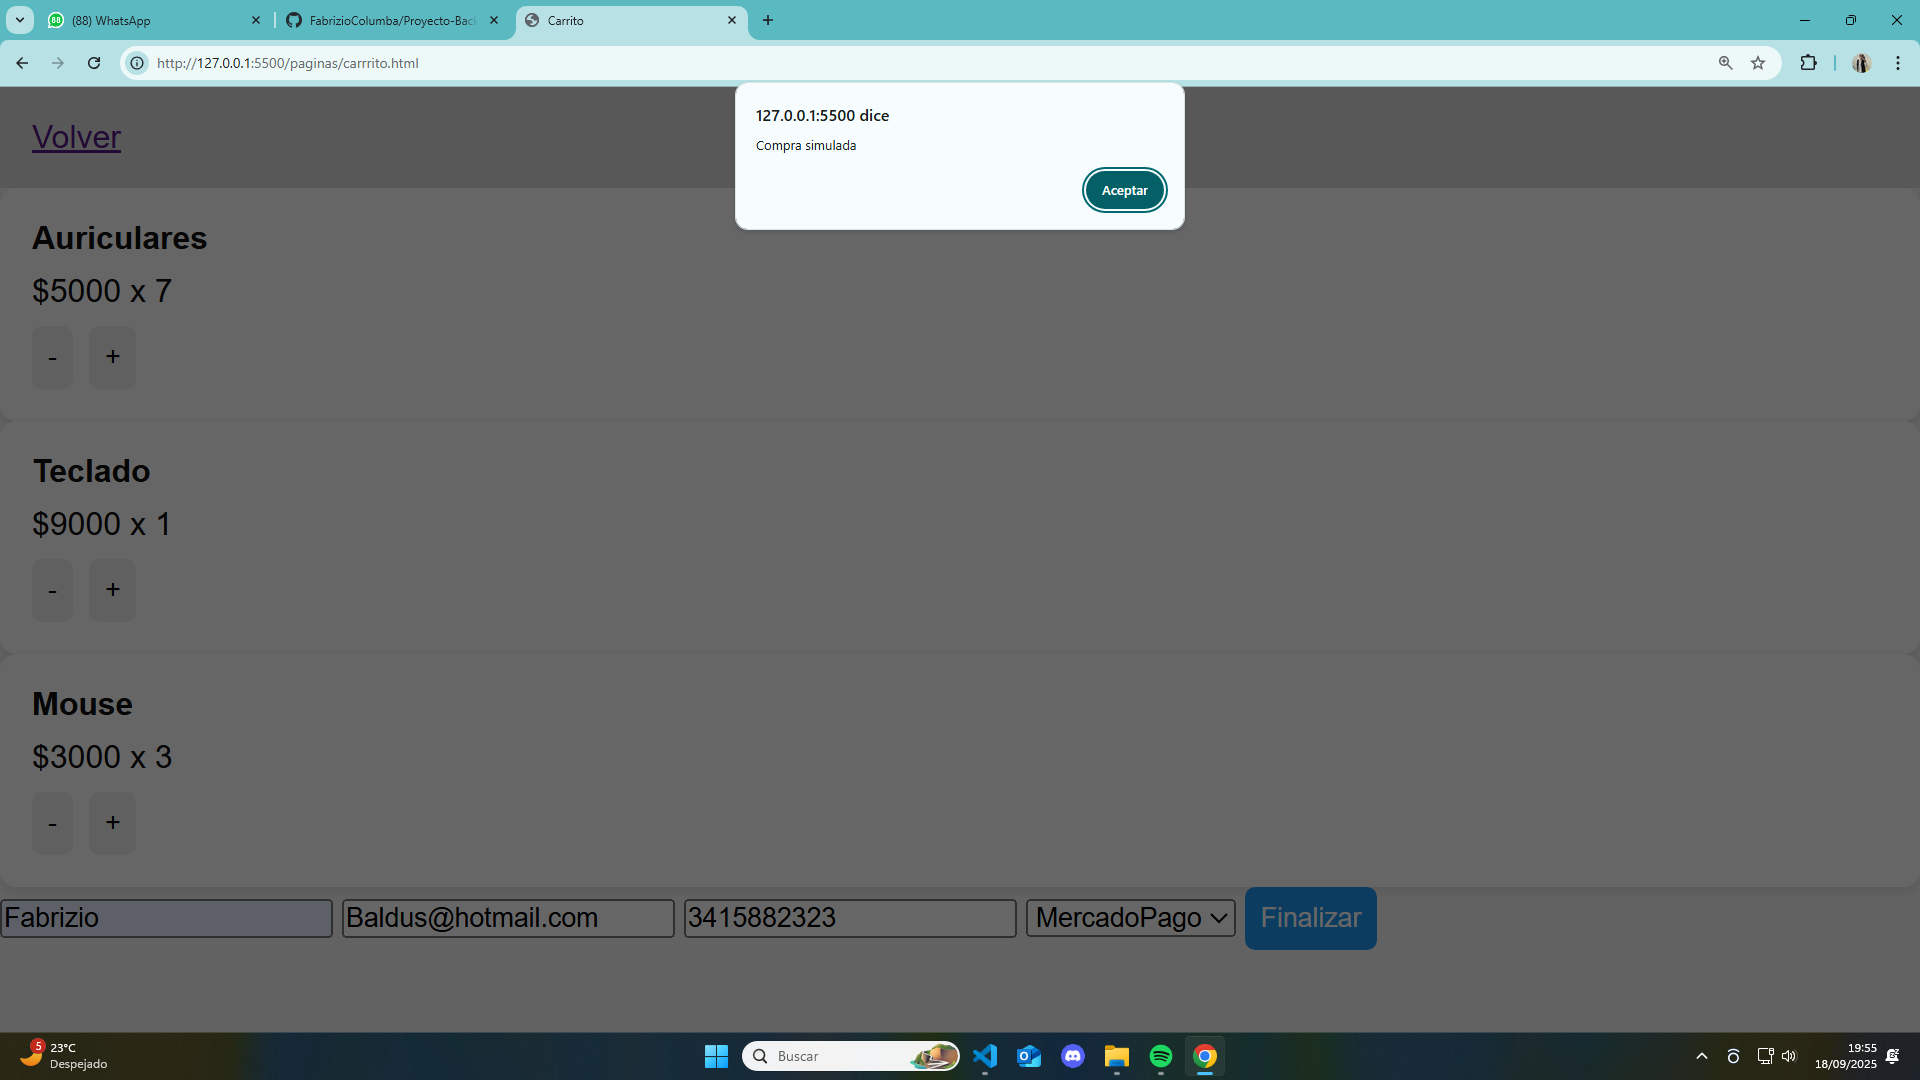 (88) WhatsApp
FabrizioColumba/Proyecto-Back
Carrito
http://127.0.0.1:5500/paginas/carrrito.html
127.0.0.1:5500 dice
Compra simulada
Aceptar
Volver
Auriculares
$5000 x 7
- +
Teclado
$9000 x 1
- +
Mouse
$3000 x 3
- +
Fabrizio Baldus@hotmail.com 3415882323 MercadoPago Finalizar
5
23°C
Despejado
Buscar
19:55
18/09/2025